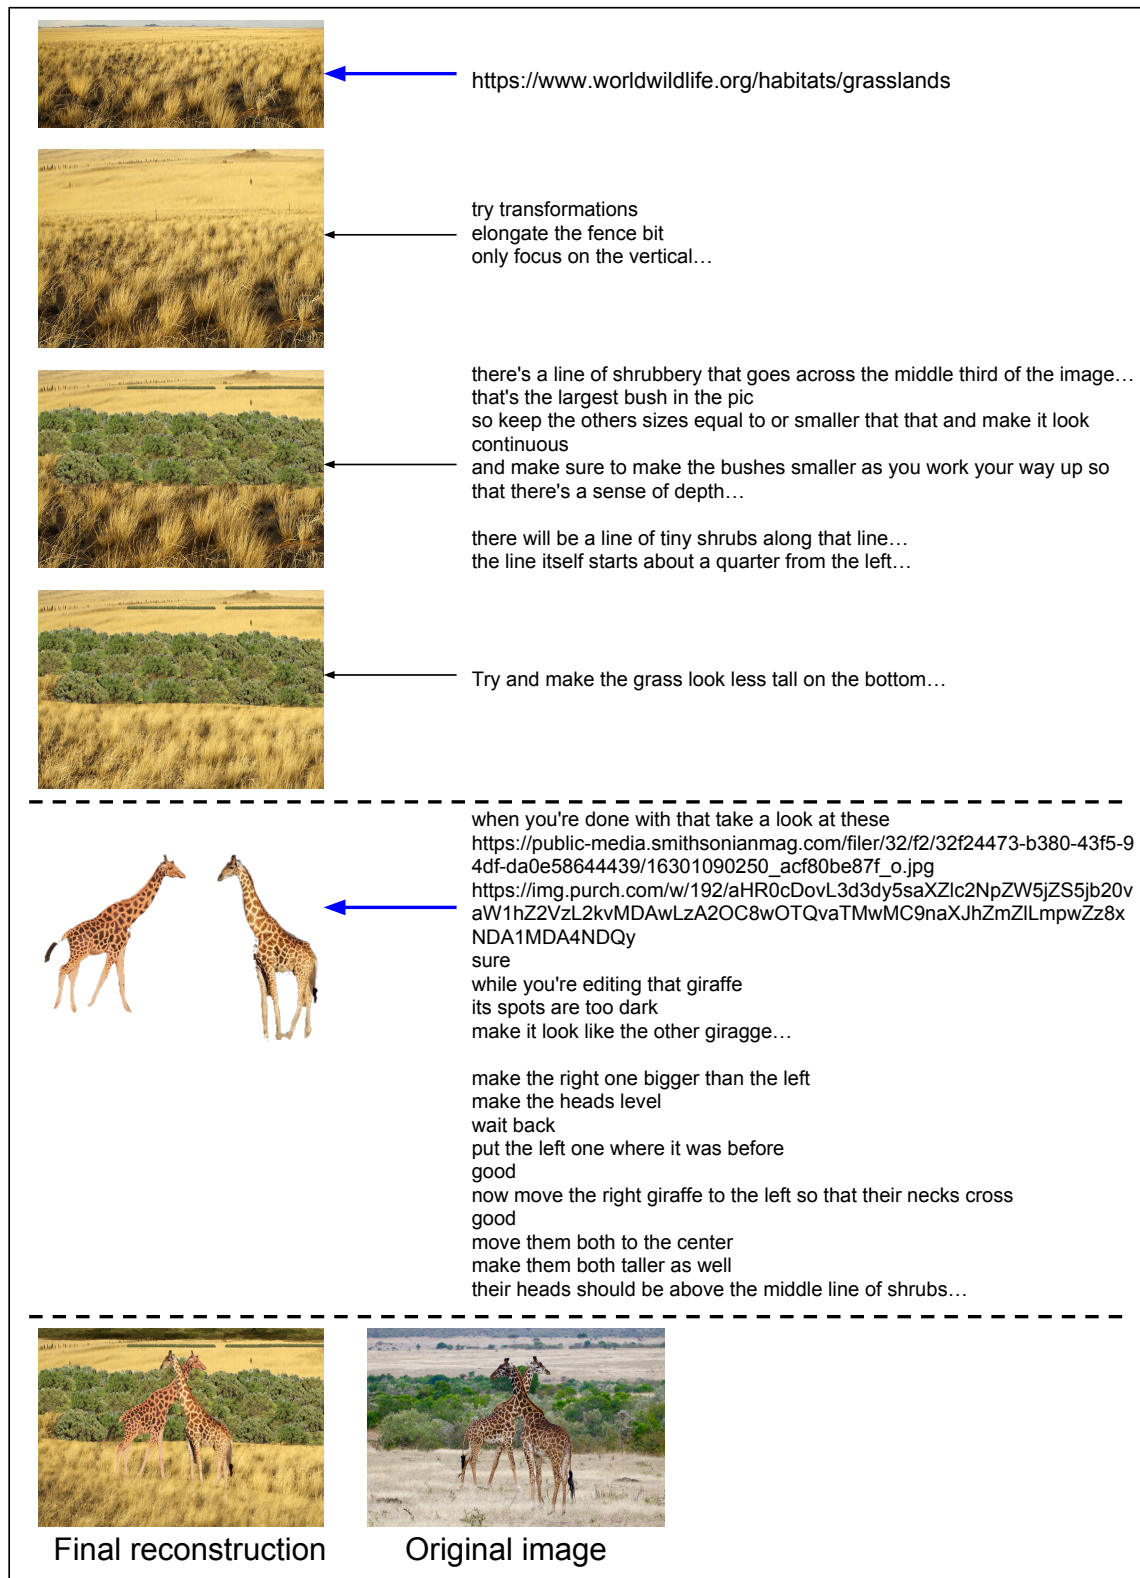 https://www.worldwildlife.org/habitats/grasslands
try transformations
elongate the fence bit
only focus on the vertical…
there's a line of shrubbery that goes across the middle third of the image…
that's the largest bush in the pic
so keep the others sizes equal to or smaller that that and make it look
continuous
and make sure to make the bushes smaller as you work your way up so
that there's a sense of depth…
there will be a line of tiny shrubs along that line…
the line itself starts about a quarter from the left…
Try and make the grass look less tall on the bottom…
when you're done with that take a look at these
https://public-media.smithsonianmag.com/filer/32/f2/32f24473-b380-43f5-9
4df-da0e58644439/16301090250_acf80be87f_o.jpg
https://img.purch.com/w/192/aHR0cDovL3d3dy5saXZlc2NpZW5jZS5jb20v
aW1hZ2VzL2kvMDAwLzA2OC8wOTQvaTMwMC9naXJhZmZlLmpwZz8x
NDA1MDA4NDQy
sure
while you're editing that giraffe
its spots are too dark
make it look like the other giragge…
make the right one bigger than the left
make the heads level
wait back
put the left one where it was before
good
now move the right giraffe to the left so that their necks cross
good
move them both to the center
make them both taller as well
their heads should be above the middle line of shrubs…
Final reconstruction
Original image